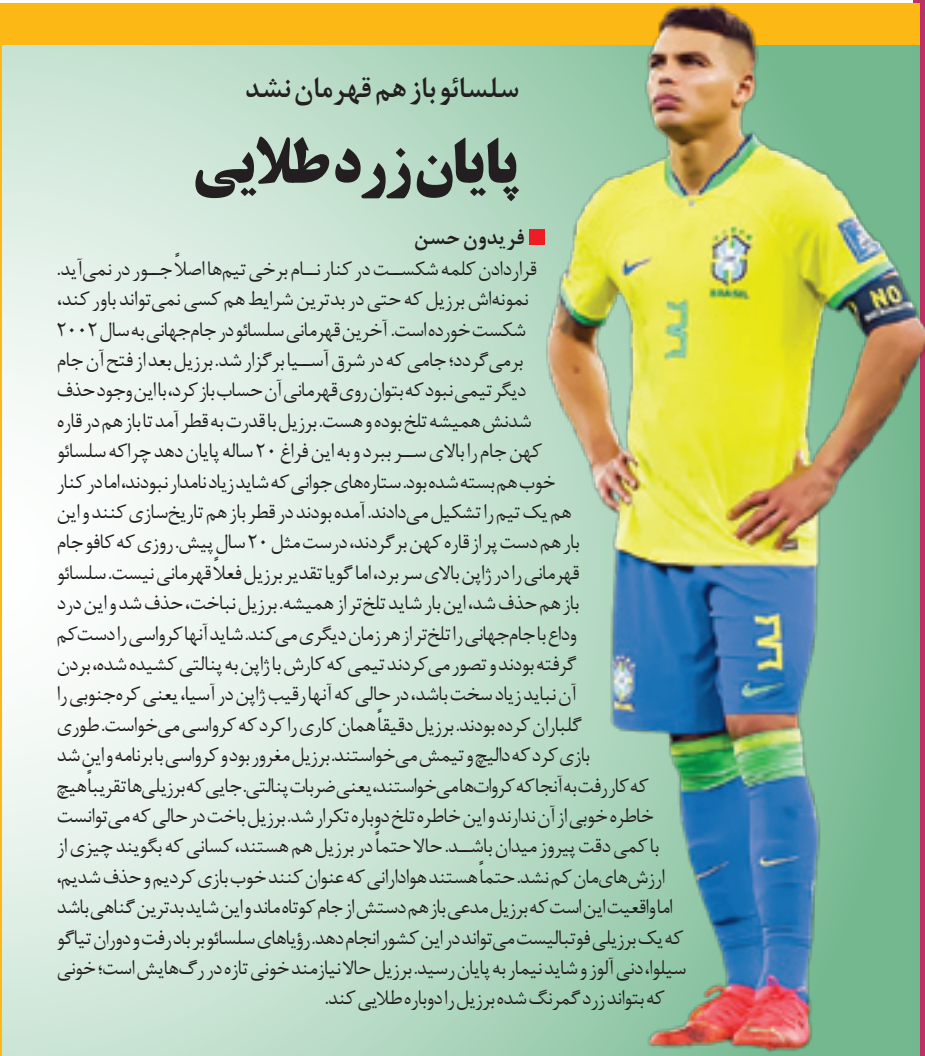 سلسائو باز هم قهرمان نشد
پایان زرد طلایی
فریدون حسن
قراردادن کلمه شکست در کنار نام برخی تیم‌ها اصلاً جور در نمی‌آید.
نمونه‌اش برزیل که حتی در بدترین شرایط هم کسی نمی‌تواند باور کند،
شکست خورده است. آخرین قهرمانی سلسائو در جام‌جهانی به سال ۲۰۰۲
برمی‌گردد؛ جامی که در شرق آسیا برگزار شد. برزیل بعد از فتح آن جام
دیگر تیمی نبود که بتوان روی قهرمانی آن حساب باز کرد، با این وجود حذف
شدنش همیشه تلخ بوده و هست. برزیل با قدرت به قطر آمد تا باز هم در قاره
کهن جام را بالای سر ببرد و به این فراغ ۲۰ ساله پایان دهد چراکه سلسائو
خوب هم بسته شده بود. ستاره‌های جوانی که شاید زیاد نامدار نبودند، اما در کنار
هم یک تیم را تشکیل می‌دادند. آمده بودند در قطر باز هم تاریخ‌سازی کنند و این
بار هم دست پر از قاره کهن برگردند، درست مثل ۲۰ سال پیش. روزی که کافو جام
قهرمانی را در ژاپن بالای سر برد، اما گویا تقدیر برزیل فعلاً قهرمانی نیست. سلسائو
باز هم حذف شد، این بار شاید تلخ‌تر از همیشه. برزیل نباخت، حذف شد و این درد
وداع با جام‌جهانی را تلخ‌تر از هر زمان دیگری می‌کند. شاید آنها کرواسی را دست‌کم
گرفته بودند و تصور می‌کردند تیمی که کارش با ژاپن به پنالتی کشیده شده، بردن
آن نباید زیاد سخت باشد، در حالی که آنها رقیب ژاپن در آسیا، یعنی کره‌جنوبی را
گلباران کرده بودند. برزیل دقیقاً همان کاری را کرد که کرواسی می‌خواست. طوری
بازی کرد که دالیچ و تیمش می‌خواستند. برزیل مغرور بود و کرواسی با برنامه و این شد
که کار رفت به آنجا که کروات‌ها می‌خواستند، یعنی ضربات پنالتی. جایی که برزیلی‌ها تقریباً هیچ
خاطره خوبی از آن ندارند و این خاطره تلخ دوباره تکرار شد. برزیل باخت در حالی که می‌توانست
با کمی دقت پیروز میدان باشد. حالا حتماً در برزیل هم هستند، کسانی که بگویند چیزی از
ارزش‌های‌مان کم نشد. حتماً هستند هوادارانی که عنوان کنند خوب بازی کردیم و حذف شدیم،
اما واقعیت این است که برزیل مدعی باز هم دستش از جام کوتاه ماند و این شاید بدترین گناهی باشد
که یک برزیلی فوتبالیست می‌تواند در این کشور انجام دهد. رؤیاهای سلسائو بر باد رفت و دوران تیاگو
سیلوا، دنی آلوز و شاید نیمار به پایان رسید. برزیل حالا نیازمند خونی تازه در رگ‌هایش است؛ خونی
که بتواند زرد گمرنگ شده برزیل را دوباره طلایی کند.
BRASIL
3
NO
3